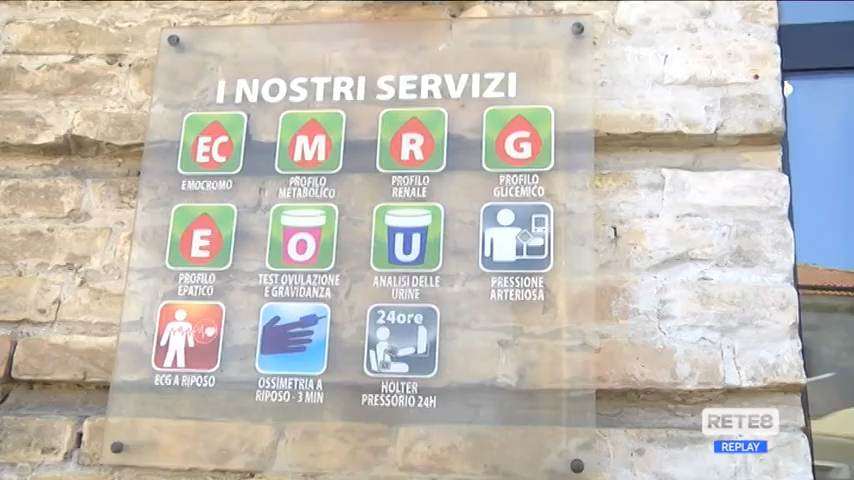 I NOSTRI SERVIZI
EC M R G
EMOCROMO
PROFILO
METABOLICO
PROFILO
RENALE
PROFILO
GLICEMICO
E O U
PROFILO
EPATICO
TEST OVULAZIONE
E GRAVIDANZA
ANALISI DELLE
URINE
PRESSIONE
ARTERIOSA
24ore
ECG A RIPOSO
OSSIMETRIA A
RIPOSO - 3 MIN
HOLTER
PRESSORIO 24H
RETE8
REPLAY